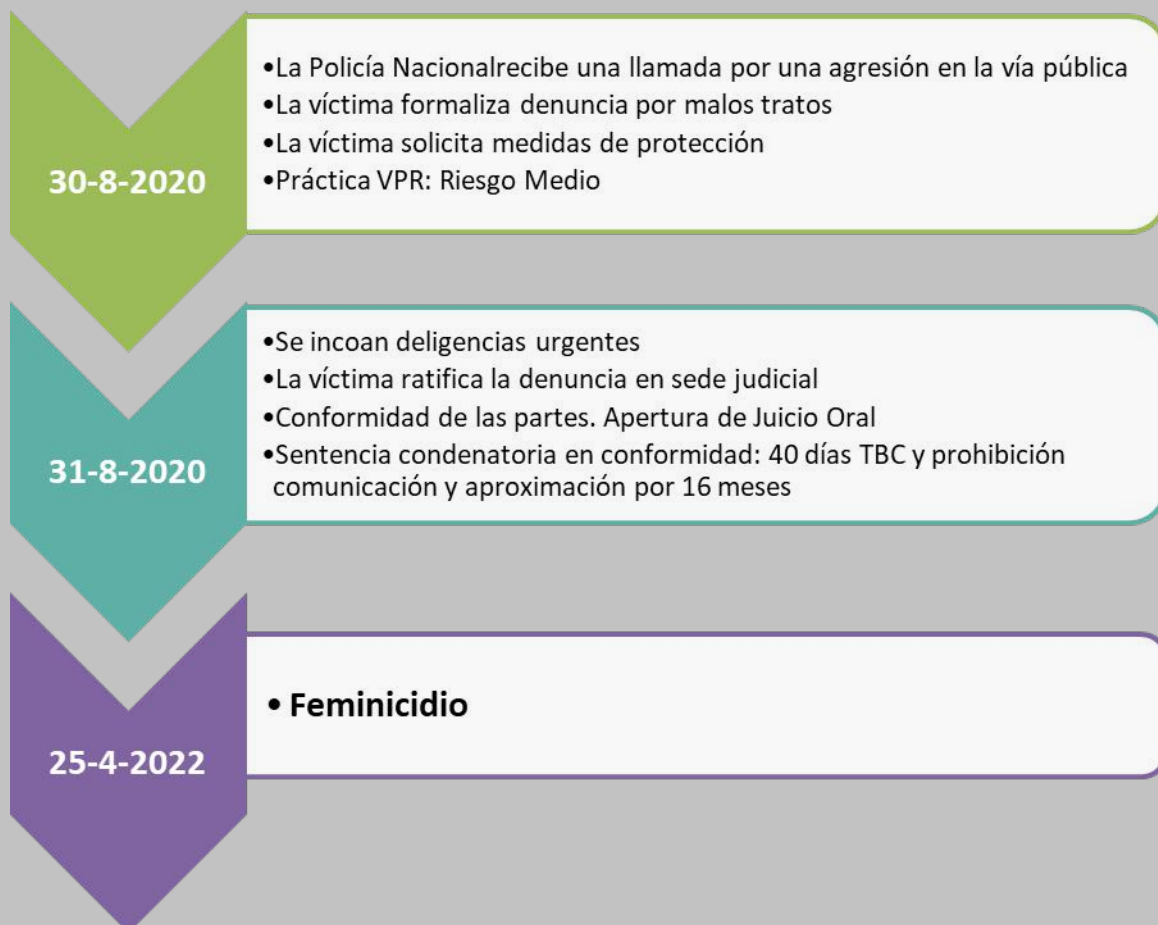 30-8-2020
•La Policía Nacionalrecibe una llamada por una agresión en la vía pública
•La víctima formaliza denuncia por malos tratos
•La víctima solicita medidas de protección
•Práctica VPR: Riesgo Medio
31-8-2020
•Se incoan deligencias urgentes
•La víctima ratifica la denuncia en sede judicial
•Conformidad de las partes. Apertura de Juicio Oral
•Sentencia condenatoria en conformidad: 40 días TBC y prohibición
comunicación y aproximación por 16 meses
25-4-2022
• Feminicidio